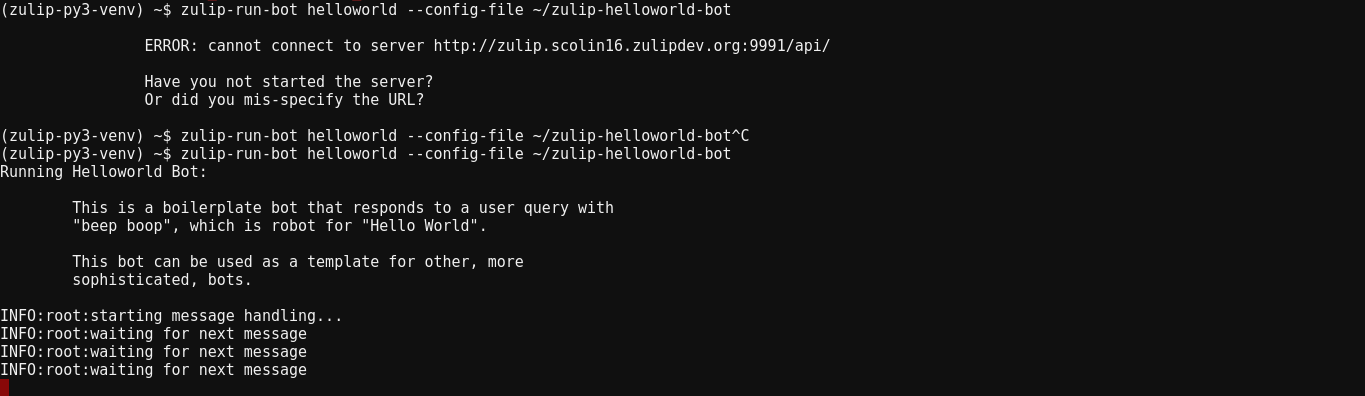 (zulip-py3-venv) ~$ zulip-run-bot helloworld --config-file ~/zulip-helloworld-bot
ERROR: cannot connect to server http://zulip.scolin16.zulipdev.org:9991/api/
Have you not started the server?
Or did you mis-specify the URL?
(zulip-py3-venv) ~$ zulip-run-bot helloworld --config-file ~/zulip-helloworld-bot^C
(zulip-py3-venv) ~$ zulip-run-bot helloworld --config-file ~/zulip-helloworld-bot
Running Helloworld Bot:
This is a boilerplate bot that responds to a user query with
"beep boop", which is robot for "Hello World".
This bot can be used as a template for other, more
sophisticated, bots.
INFO:root:starting message handling...
INFO:root:waiting for next message
INFO:root:waiting for next message
INFO:root:waiting for next message